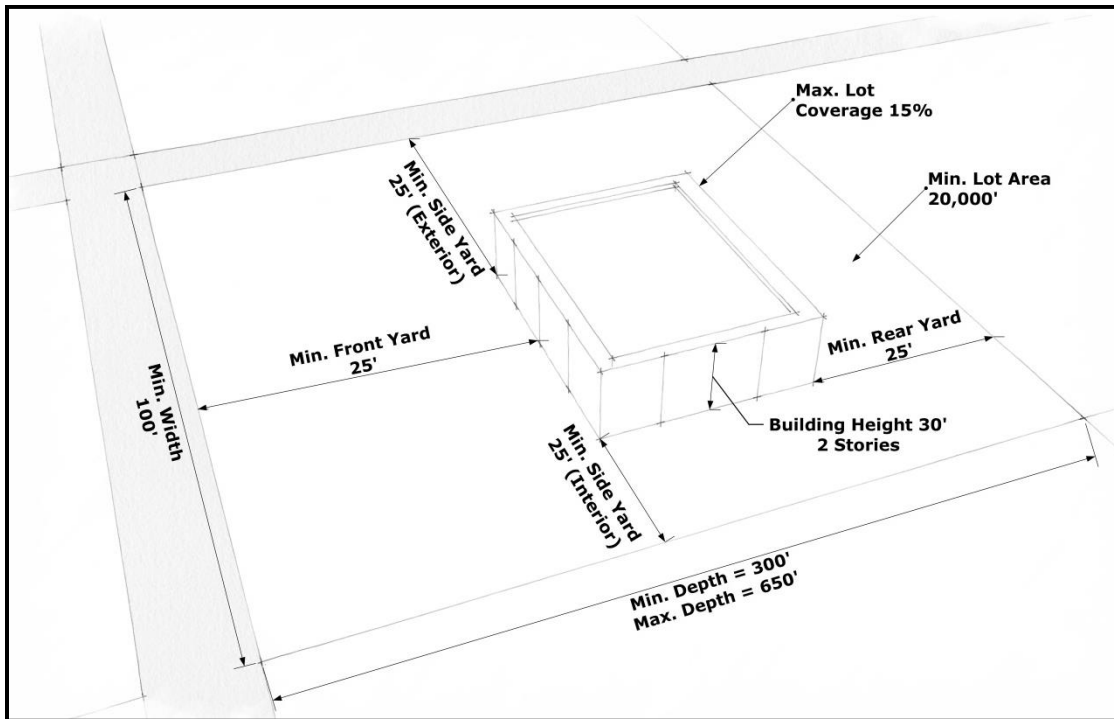 Max. Lot
Coverage 15%
Min. Lot Area
20,000'
Min. Side Yard
25' (Exterior)
Min. Front Yard
25'
Min. Rear Yard
25'
Min. Width
100'
Building Height 30'
2 Stories
Min. Side Yard
25' (Interior)
Min. Depth = 300'
Max. Depth = 650'